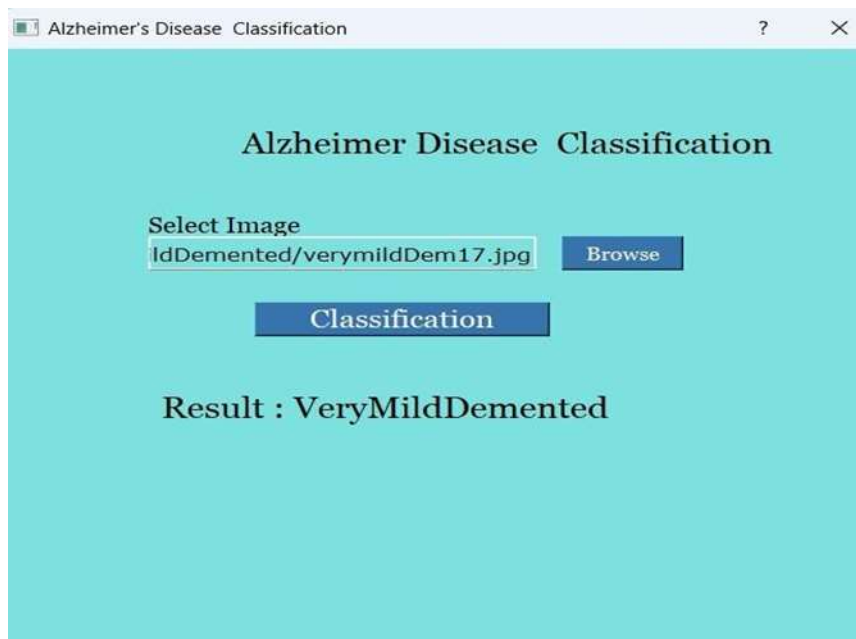 Alzheimer's Disease Classification ?
Alzheimer Disease Classification
Select Image
ldDemented/verymildDem17.jpg Browse
Classification
Result : VeryMildDemented